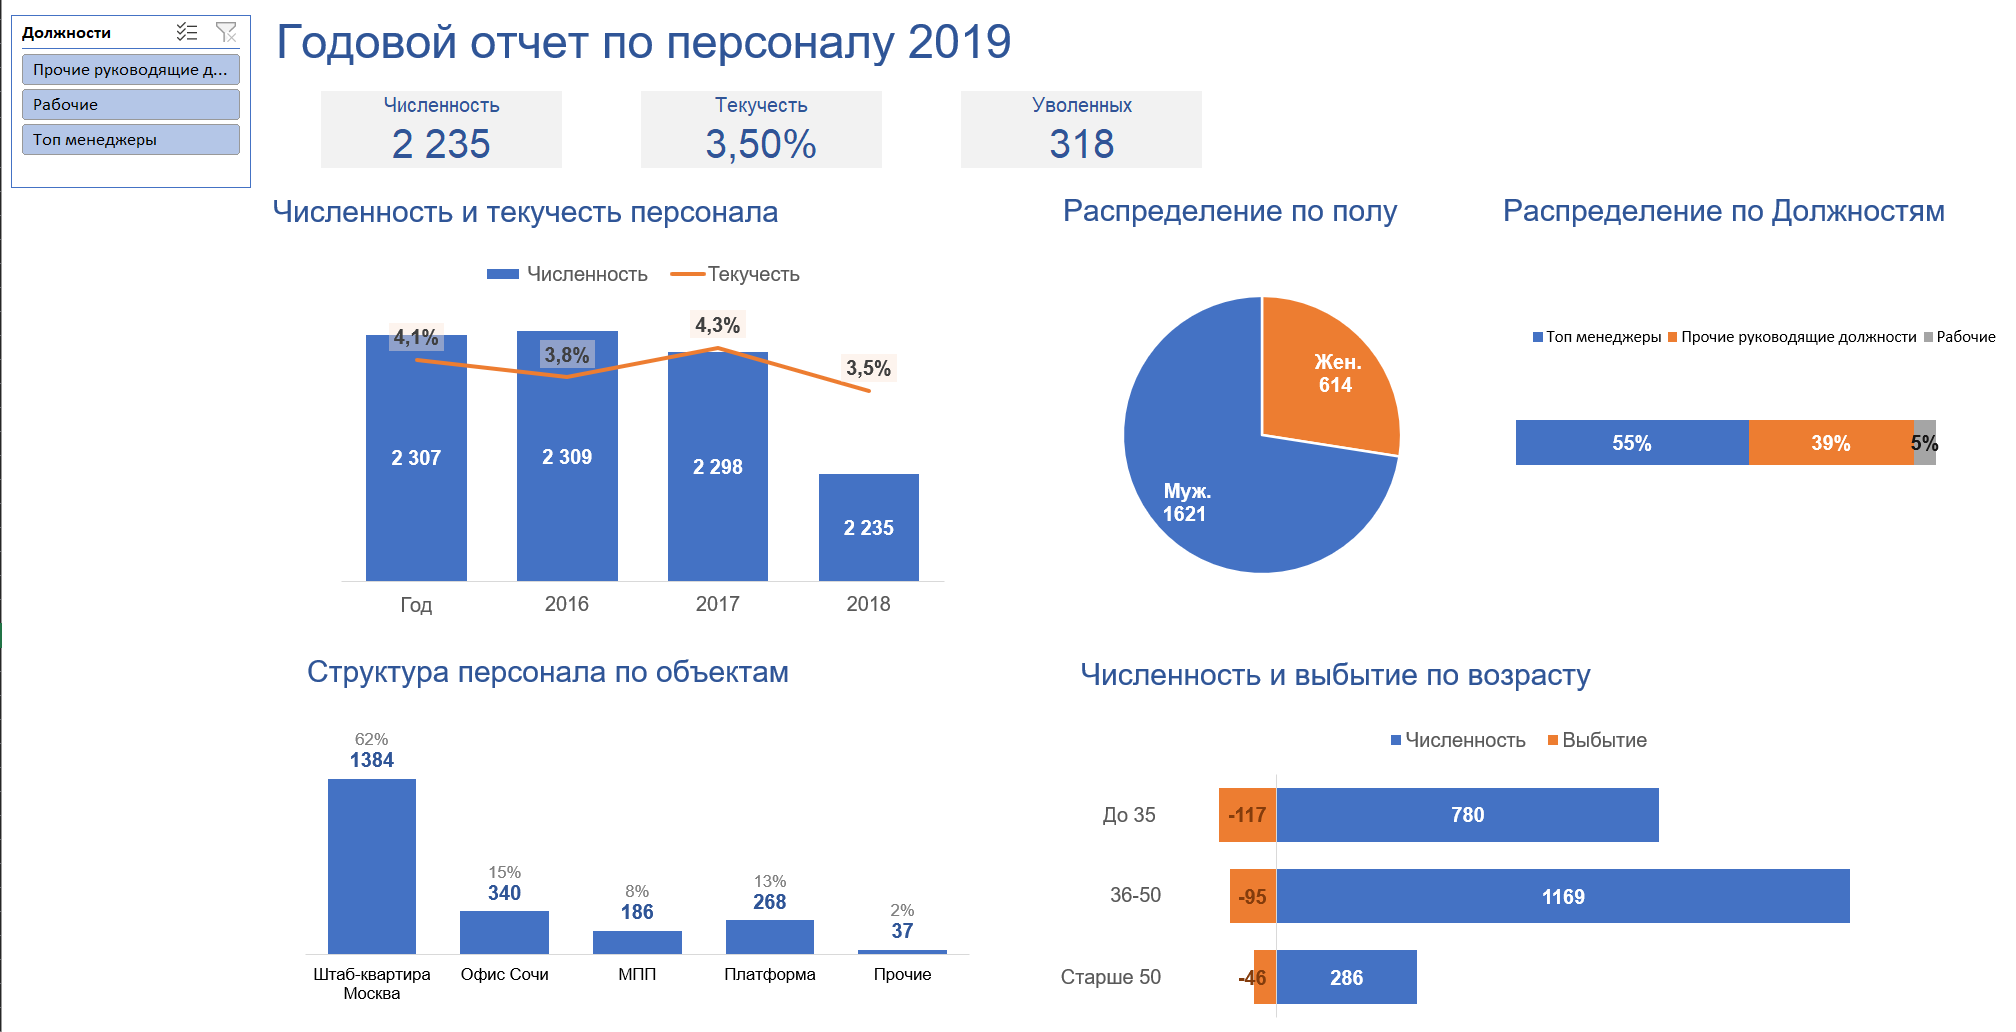 Должности
Прочие руководящие д...
Рабочие
Топ менеджеры
Годовой отчет по персоналу 2019
Численность
2 235
Текучесть
3,50%
Уволенных
318
Численность и текучесть персонала
Численность Текучесть
4,1%
3,8%
4,3%
3,5%
2 307
2 309
2 298
2 235
Год 2016 2017 2018
Распределение по полу
Жен.
614
Муж.
1621
Распределение по Должностям
Топ менеджеры Прочие руководящие должности Рабочие
55% 39% 5%
Структура персонала по объектам
62%
1384
15%
340
8%
186
13%
268
2%
37
Штаб-квартира
Москва
Офис Сочи
МПП
Платформа
Прочие
Численность и выбытие по возрасту
Численность Выбытие
До 35 -117 780
36-50 -95 1169
Старше 50 -46 286